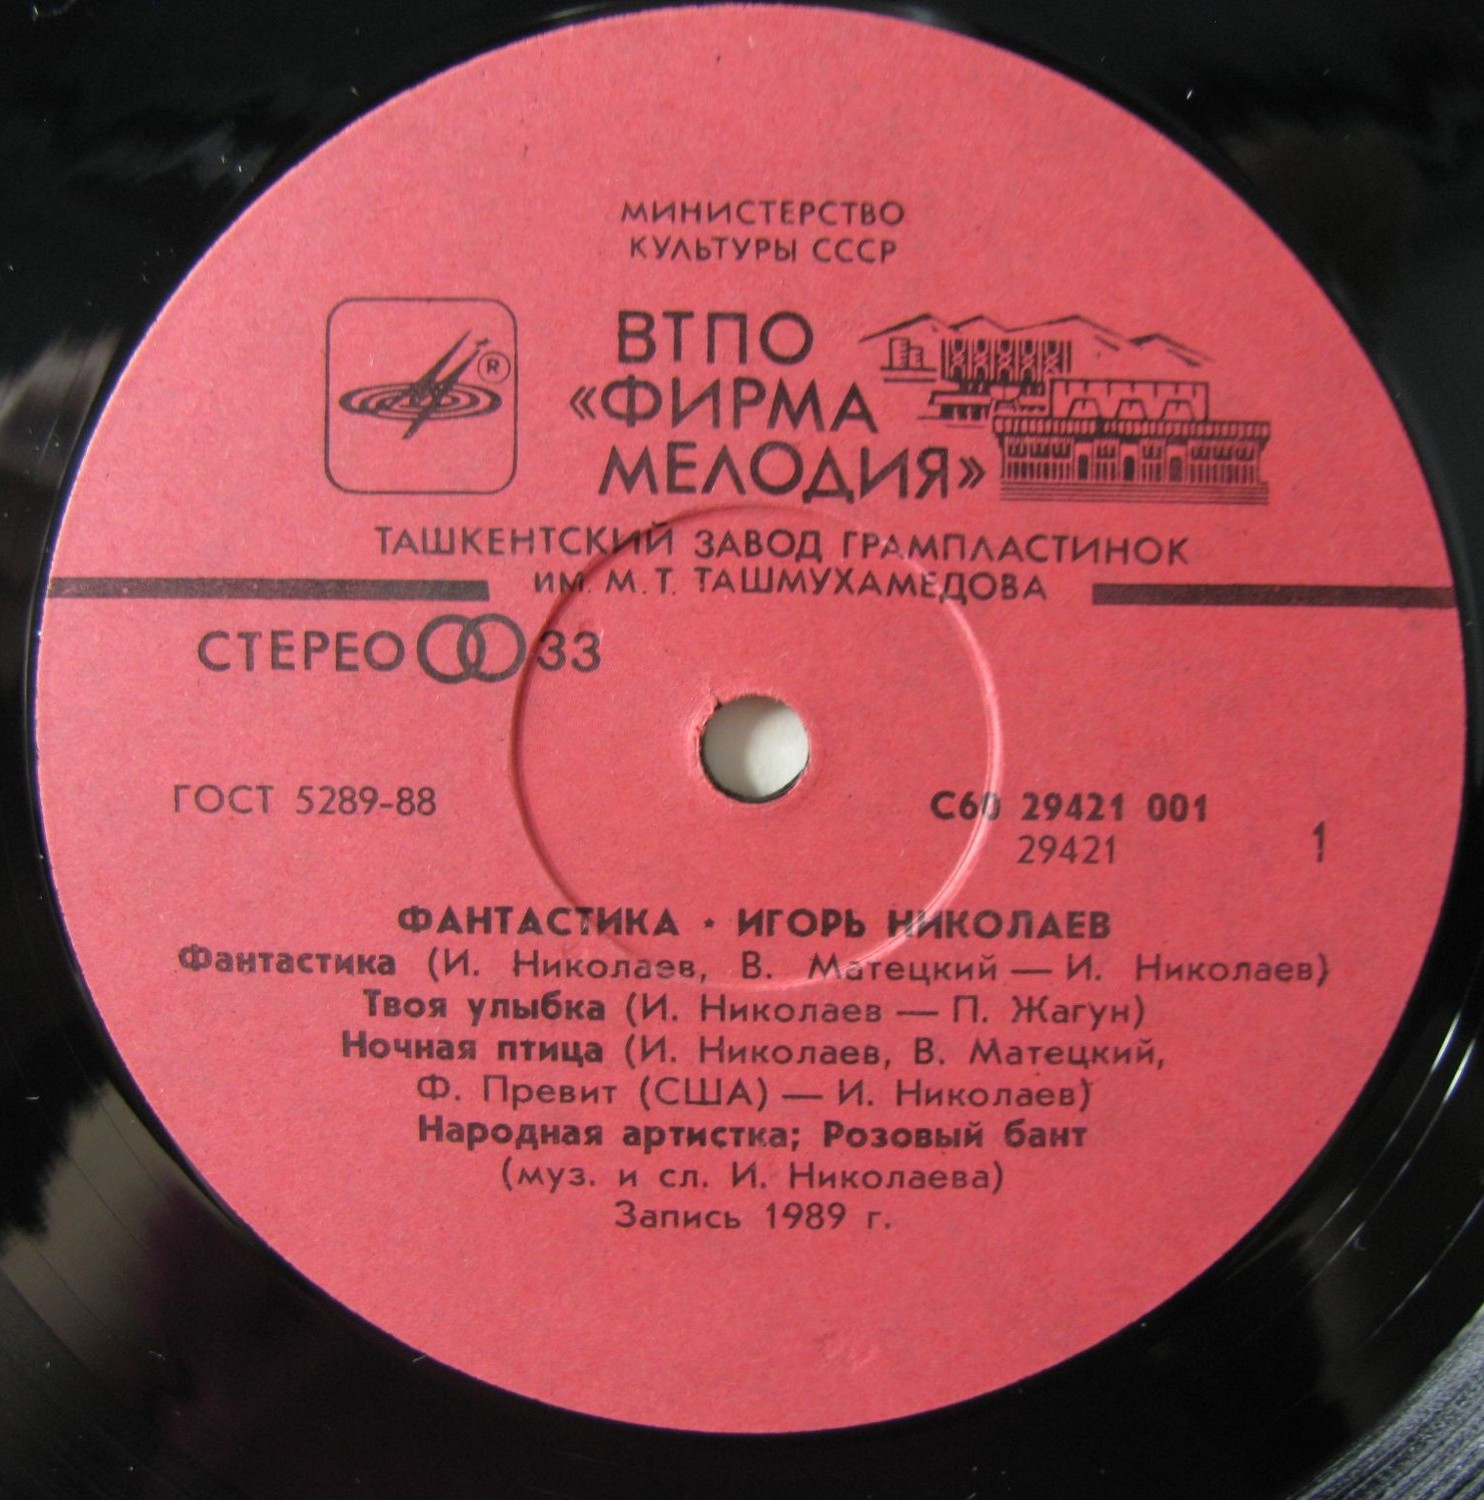 МИНИСТЕРСТВО
КУЛЬТУРЫ СССР
ВТПО
«ФИРМА
МЕЛОДИЯ»
®
ТАШКЕНТСКИЙ ЗАВОД ГРАМПЛАСТИНОК
ИМ. М. Т. ТАШМУХАМЕДОВА
СТЕРЕО 33
ГОСТ 5289-88
С60 29421 001
29421
1
ФАНТАСТИКА • ИГОРЬ НИКОЛАЕВ
Фантастика (И. Николаев, В. Матецкий — И. Николаев)
Твоя улыбка (И. Николаев — П. Жагун)
Ночная птица (И. Николаев, В. Матецкий,
Ф. Превит (США) — И. Николаев)
Народная артистка; Розовый бант
(муз. и сл. И. Николаева)
Запись 1989 г.